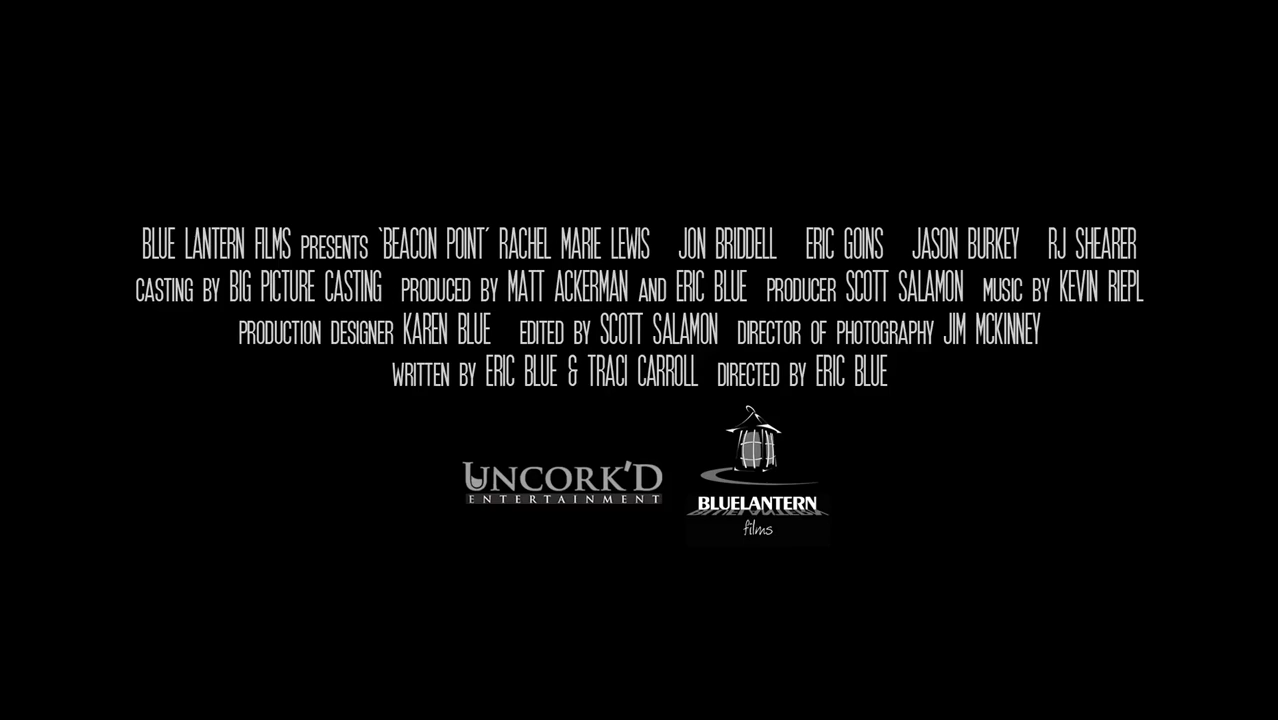 BLUE LANTERN FILMS PRESENTS 'BEACON POINT' RACHEL MARIE LEWIS JON BRIDDELL ERIC GOINS JASON BURKEY RJ SHEARER
CASTING BY BIG PICTURE CASTING PRODUCED BY MATT ACKERMAN AND ERIC BLUE PRODUCER SCOTT SALAMON MUSIC BY KEVIN RIEPL
PRODUCTION DESIGNER KAREN BLUE EDITED BY SCOTT SALAMON DIRECTOR OF PHOTOGRAPHY JIM MCKINNEY
WRITTEN BY ERIC BLUE & TRACI CARROLL DIRECTED BY ERIC BLUE
UNCORK'D
ENTERTAINMENT
BLUELANTERN
films